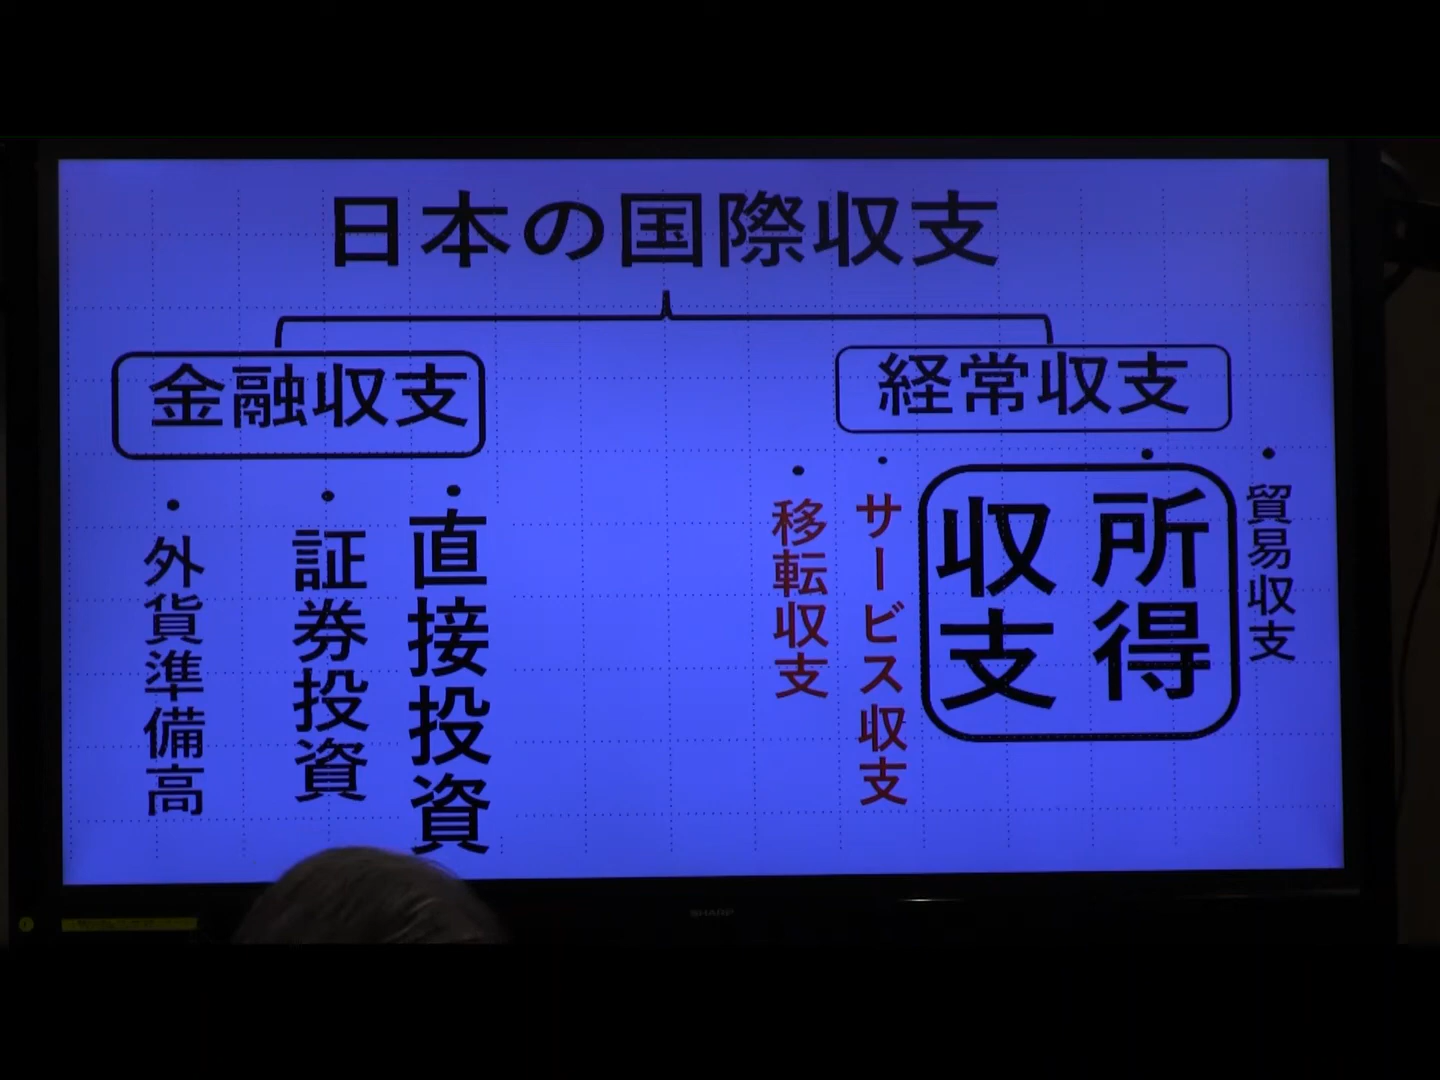 日本の国際収支
経常収支
・貿易収支
・所得
収支
・サービス収支
・移転収支
金融収支
・直接投資
・証券投資
・外貨準備高
SHARP